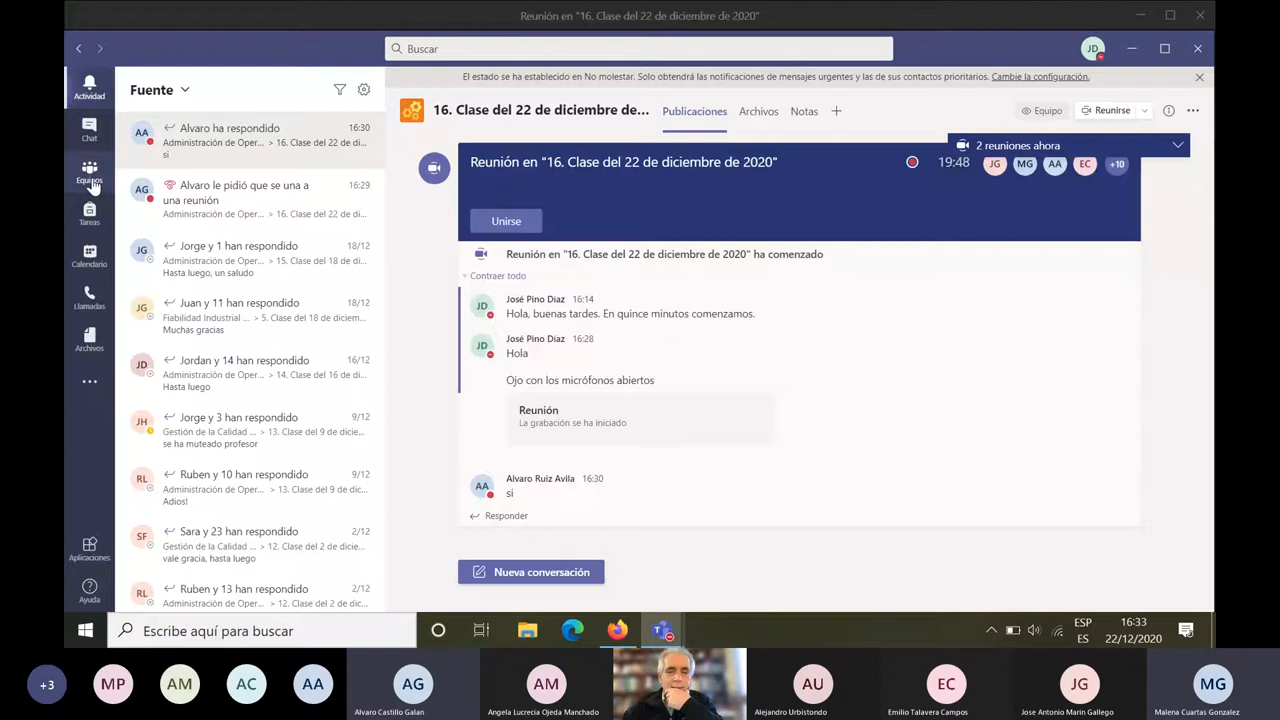 Reunión en "16. Clase del 22 de diciembre de 2020"
Buscar
JD
El estado se ha establecido en No molestar. Solo obtendrá las notificaciones de mensajes urgentes y las de sus contactos prioritarios. Cambie la configuración.
Actividad
Chat
Equipos
Tareas
Calendario
Llamadas
Archivos
Aplicaciones
Ayuda
Fuente
AA
Alvaro ha respondido 16:30
Administración de Oper... > 16. Clase del 22 de di...
si
AG
Alvaro le pidió que se una a 16:29
una reunión
Administración de Oper... > 16. Clase del 22 de di...
JG
Jorge y 1 han respondido 18/12
Administración de Oper... > 15. Clase del 18 de dic...
Hasta luego, un saludo
JG
Juan y 11 han respondido 18/12
Fiabilidad Industrial ... > 5. Clase del 18 de diciem...
Muchas gracias
JD
Jordan y 14 han respondido 16/12
Administración de Oper... > 14. Clase del 16 de dic...
Hasta luego
JH
Jorge y 3 han respondido 9/12
Gestión de la Calidad ... > 13. Clase del 9 de dicie...
se ha muteado profesor
RL
Ruben y 10 han respondido 9/12
Administración de Oper... > 13. Clase del 9 de dic...
Adios!
SF
Sara y 23 han respondido 2/12
Gestión de la Calidad ... > 12. Clase del 2 de dicie...
vale gracia, hasta luego
RL
Ruben y 13 han respondido 2/12
Administración de Oper... > 12. Clase del 2 de dic...
16. Clase del 22 de diciembre de...
Publicaciones
Archivos
Notas
Equipo
Reunirse
2 reuniones ahora
Reunión en "16. Clase del 22 de diciembre de 2020"
19:48
JG
MG
AA
EC
+10
Unirse
Reunión en "16. Clase del 22 de diciembre de 2020" ha comenzado
Contraer todo
JD
José Pino Díaz 16:14
Hola, buenas tardes. En quince minutos comenzamos.
JD
José Pino Díaz 16:28
Hola
Ojo con los micrófonos abiertos
Reunión
La grabación se ha iniciado
AA
Alvaro Ruiz Avila 16:30
si
Responder
Nueva conversación
Escribe aquí para buscar
ESP
ES
16:33
22/12/2020
+3
MP
AM
AC
AA
AG
Alvaro Castillo Galan
AM
Angela Lucrecia Ojeda Manchado
AU
Alejandro Urbistondo
EC
Emilio Talavera Campos
JG
Jose Antonio Marin Gallego
MG
Malena Cuartas Gonzalez